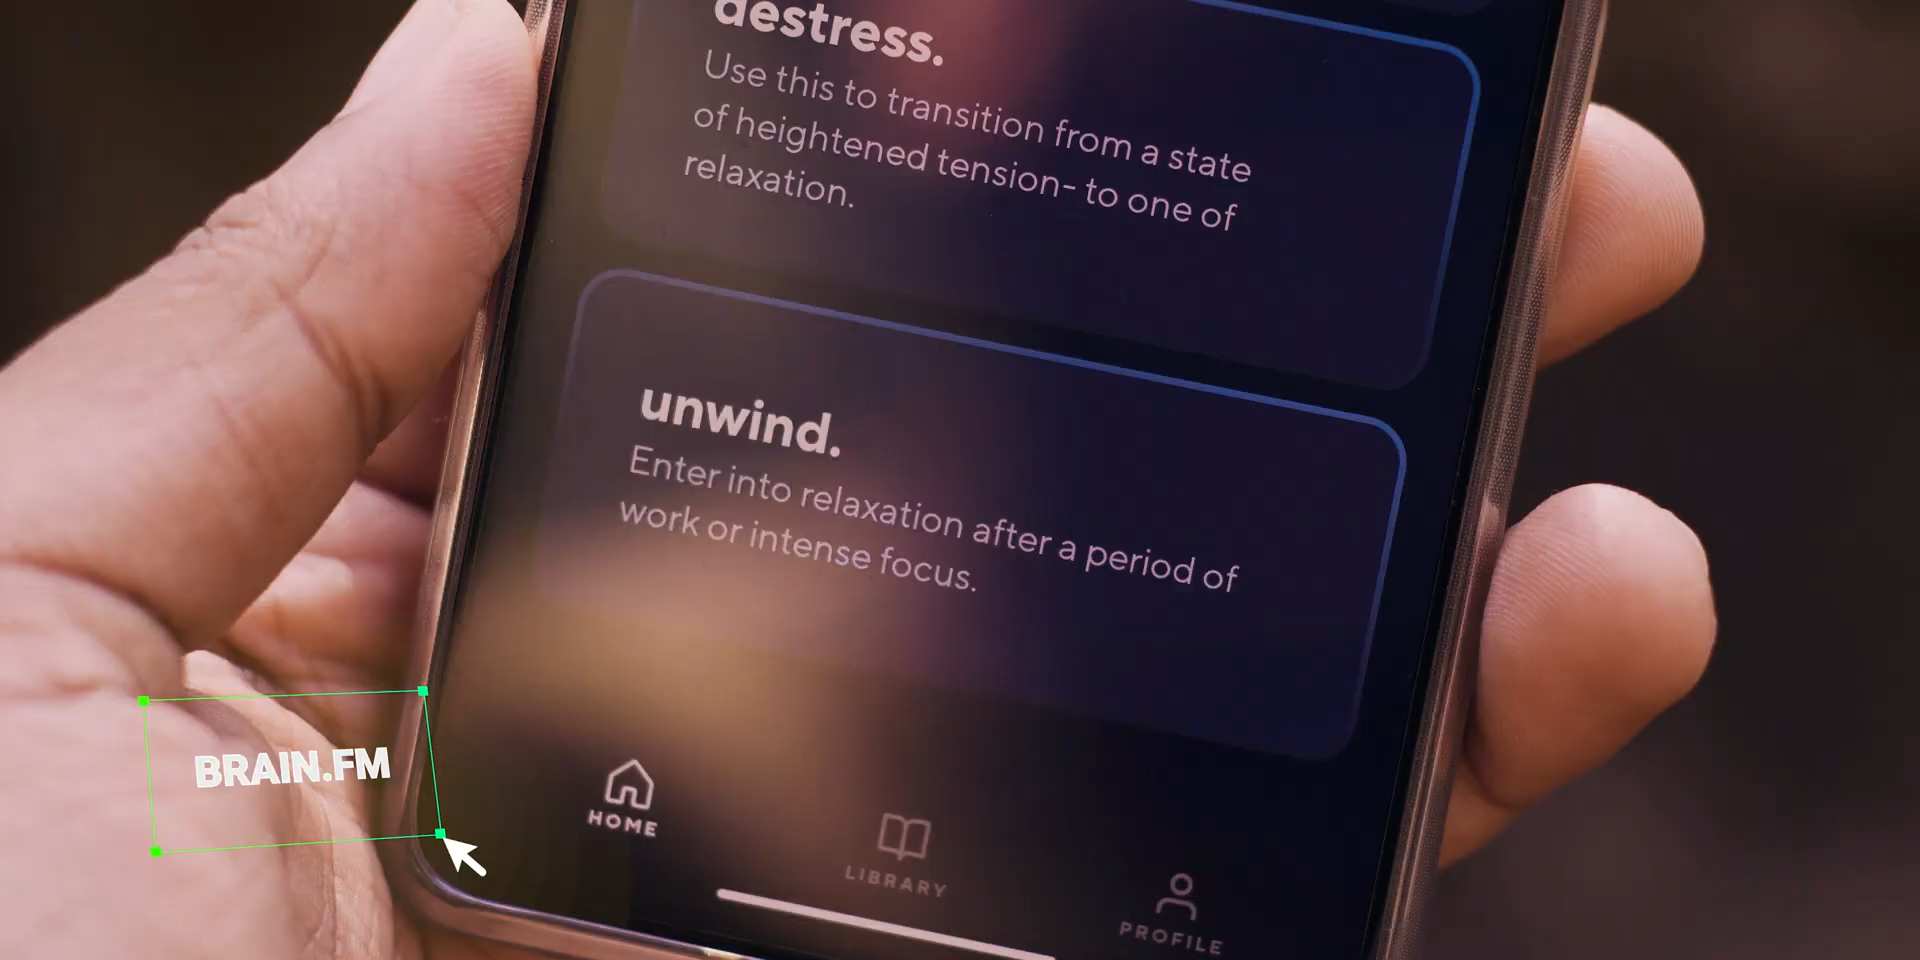 destress.
Use this to transition from a state
of heightened tension- to one of
relaxation.
unwind.
Enter into relaxation after a period of
work or intense focus.
BRAIN.FM
HOME
LIBRARY
PROFILE